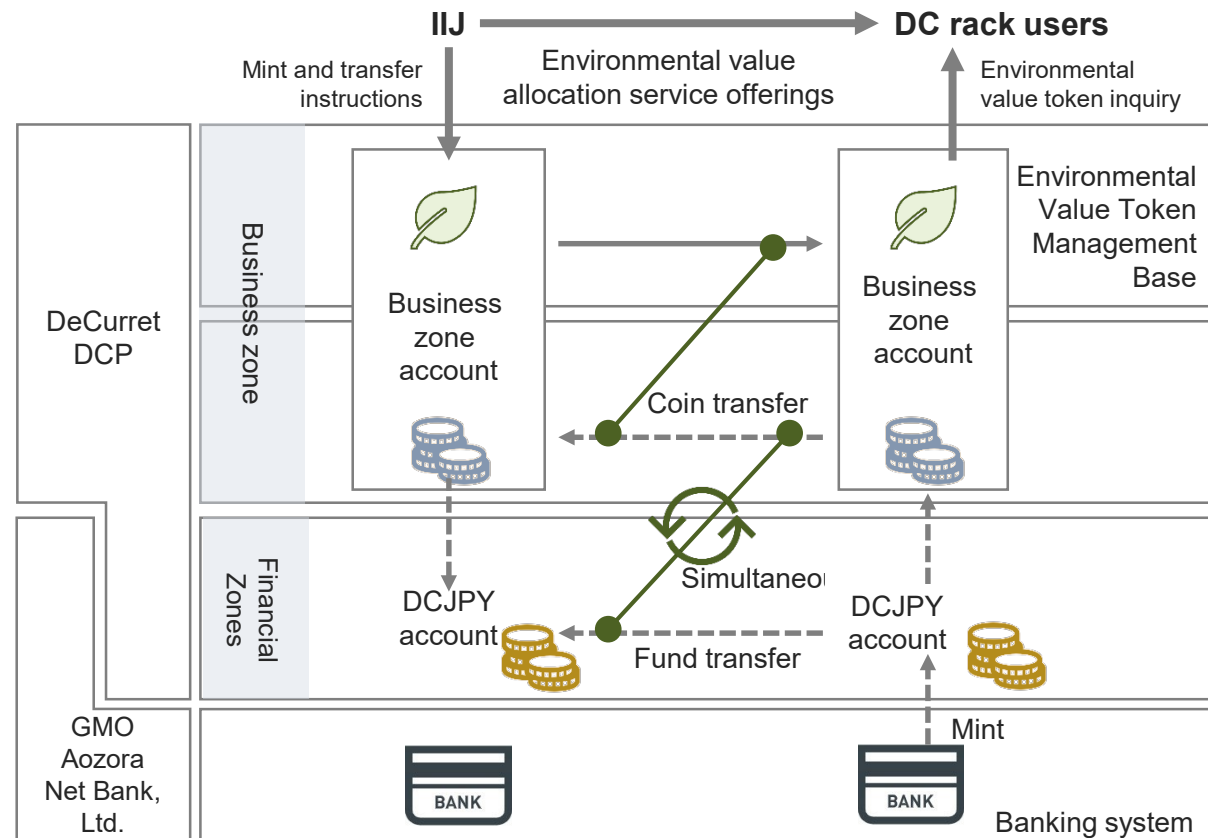 IIJ
DC rack users
Mint and transfer
instructions
Environmental value
allocation service offerings
Environmental
value token inquiry
DeCurret
DCP
Business zone
Business
zone
account
Business
zone
account
Environmental
Value Token
Management
Base
Coin transfer
Financial
Zones
Simultaneou
DCJPY
account
DCJPY
account
Fund transfer
GMO
Aozora
Net Bank,
Ltd.
Mint
BANK
BANK
Banking system